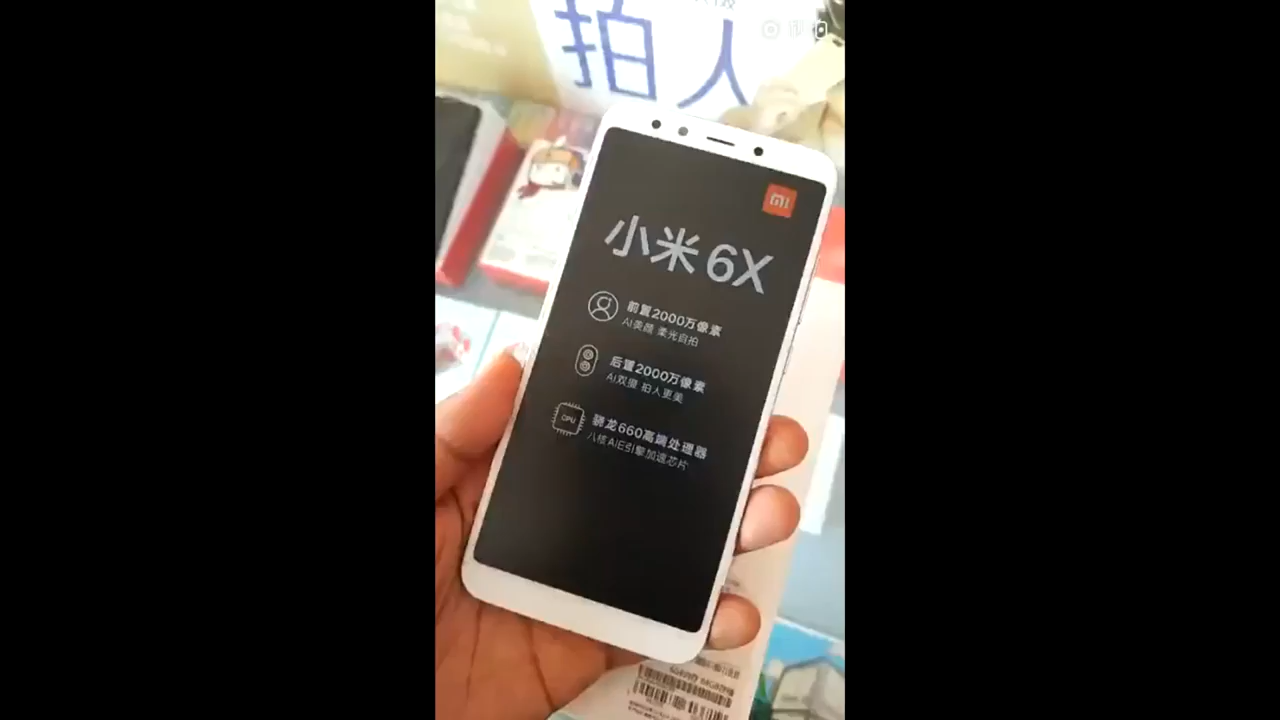 拍人
MI
小米6X
前置2000万像素
AI美颜 柔光自拍
后置2000万像素
AI双摄 拍人更美
CPU
骁龙660高端处理器
八核AIE引擎加速芯片